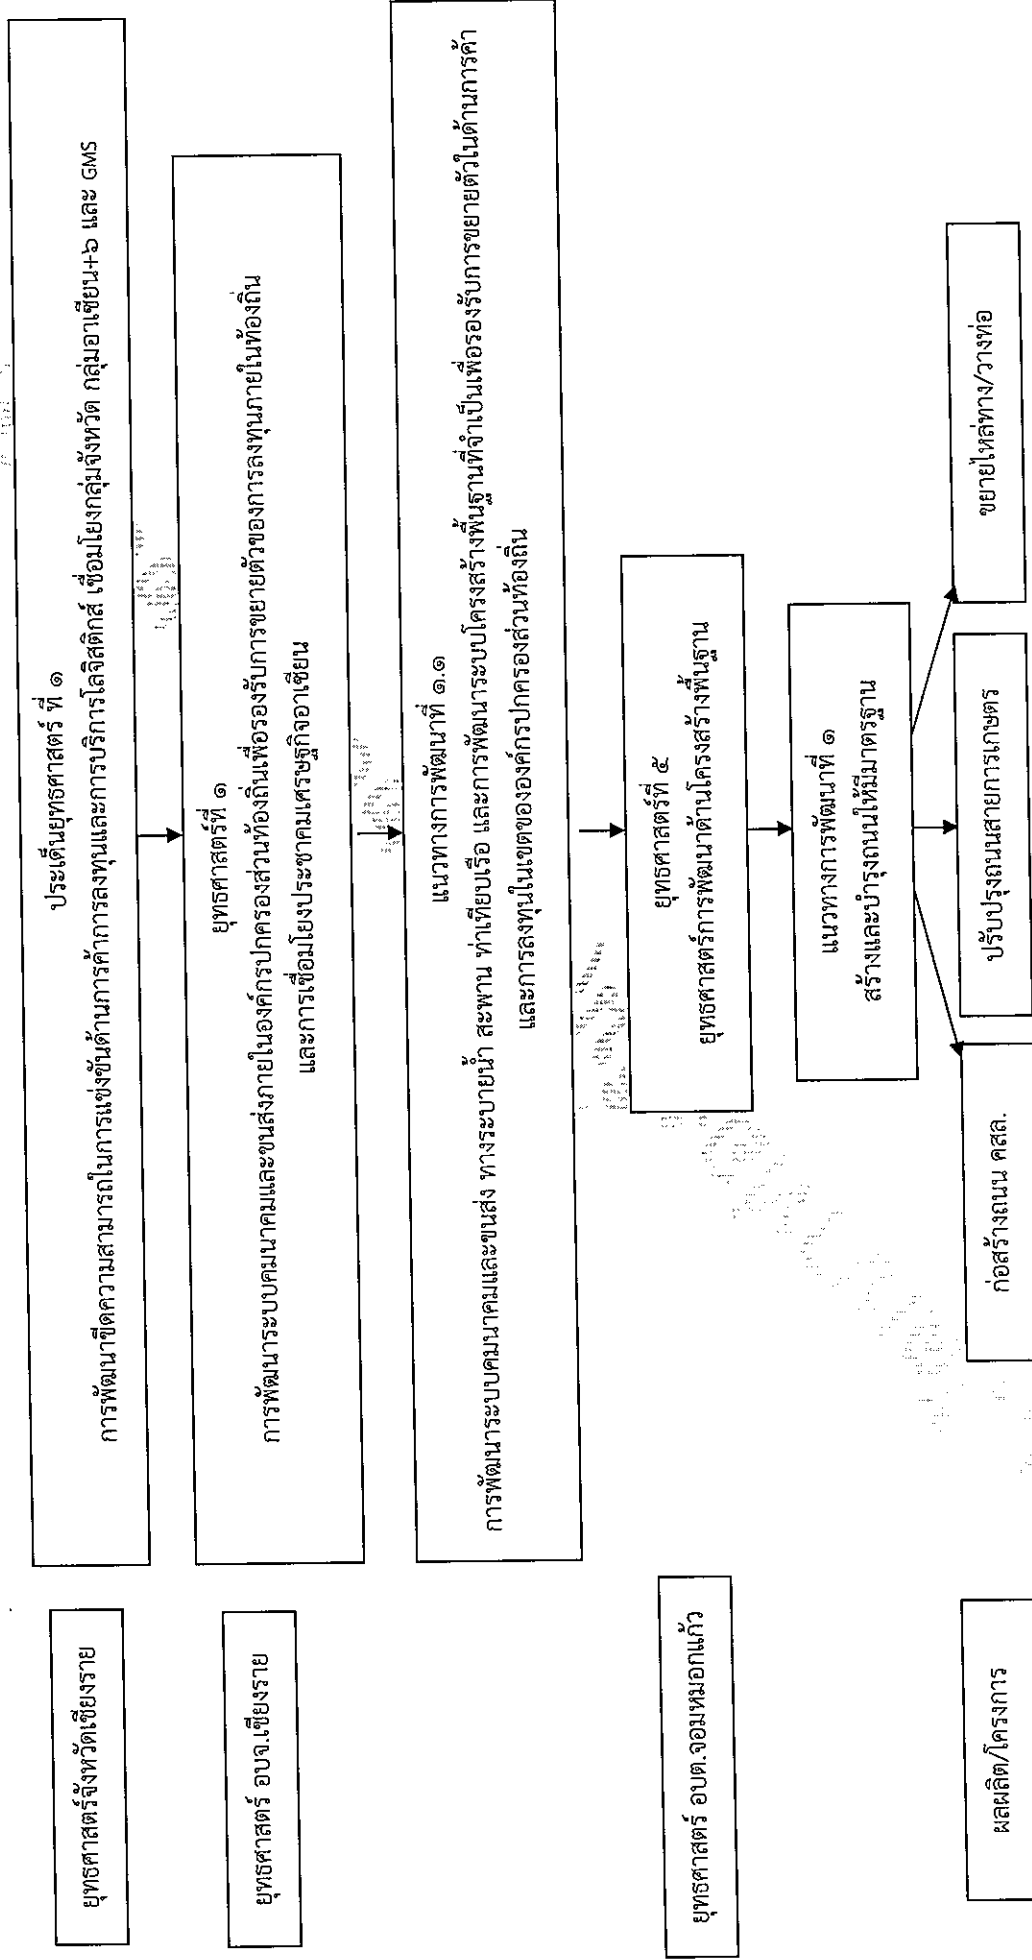 ยุทธศาสตร์จังหวัดเชียงราย
ประเด็นยุทธศาสตร์ ที่ ๑
การพัฒนาขีดความสามารถในการแข่งขันด้านการค้าการลงทุนและการบริการโลจิสติกส์ เชื่อมโยงกลุ่มจังหวัด กลุ่มอาเซียน+๖ และ GMS
ยุทธศาสตร์ อบจ.เชียงราย
ยุทธศาสตร์ที่ ๑
การพัฒนาระบบคมนาคมและขนส่งภายในองค์กรปกครองส่วนท้องถิ่นเพื่อรองรับการขยายตัวของการลงทุนภายในท้องถิ่น
และการเชื่อมโยงประชาคมเศรษฐกิจอาเซียน
แนวทางการพัฒนาที่ ๑.๑
การพัฒนาระบบคมนาคมและขนส่ง ทางระบายน้ำ สะพาน ท่าเทียบเรือ และการพัฒนาระบบโครงสร้างพื้นฐานที่จำเป็นเพื่อรองรับการขยายตัวในด้านการค้า
และการลงทุนในเขตขององค์กรปกครองส่วนท้องถิ่น
ยุทธศาสตร์ อบต.จอมหมอกแก้ว
ยุทธศาสตร์ที่ ๕
ยุทธศาสตร์การพัฒนาด้านโครงสร้างพื้นฐาน
แนวทางการพัฒนาที่ ๑
สร้างและบำรุงถนนให้มีมาตรฐาน
ผลผลิต/โครงการ
ก่อสร้างถนน คสล.
ปรับปรุงถนนสายการเกษตร
ขยายไหล่ทาง/วางท่อ